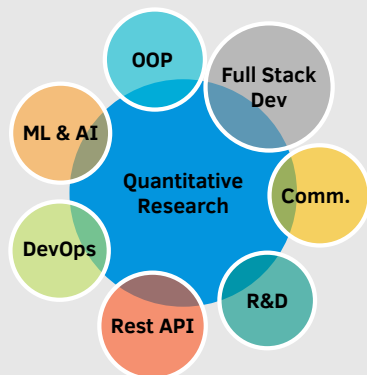 OOP
Full Stack
Dev
ML & AI
Quantitative
Research
Comm.
DevOps
R&D
Rest API